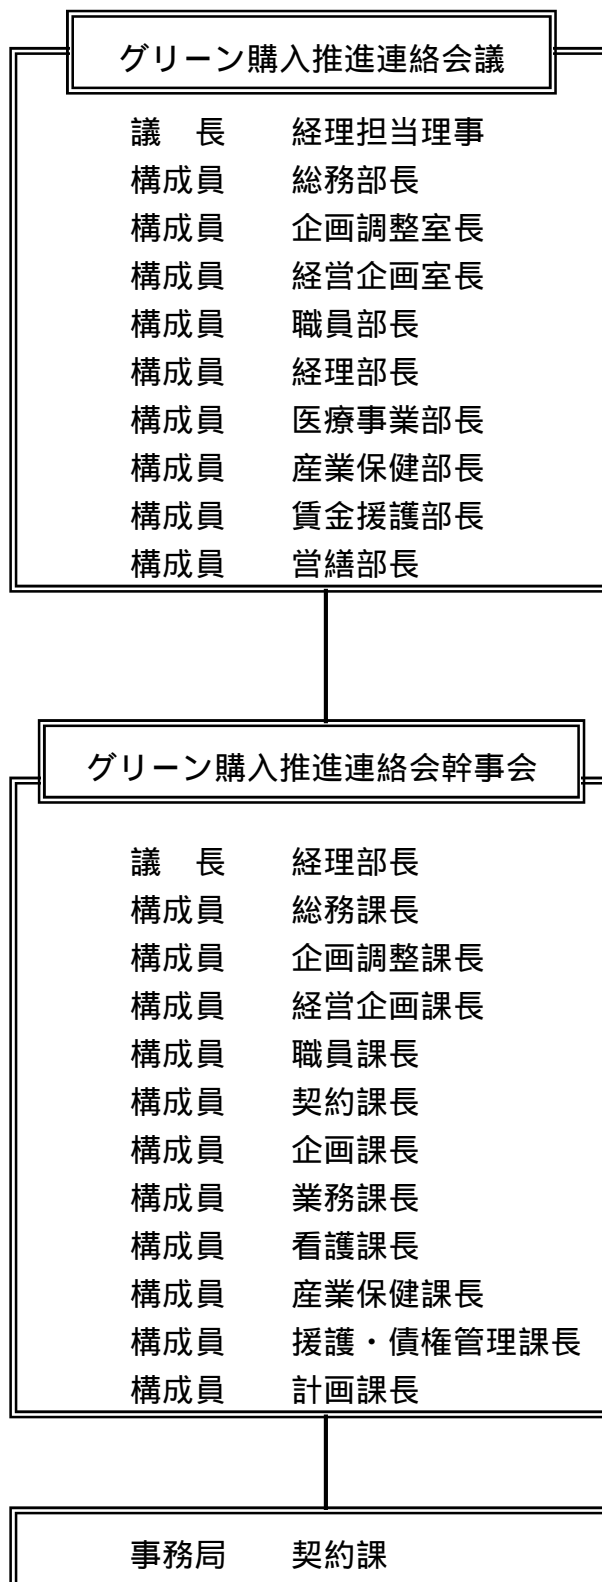 グリーン購入推進連絡会議
議　長　　経理担当理事
構成員　　総務部長
構成員　　企画調整室長
構成員　　経営企画室長
構成員　　職員部長
構成員　　経理部長
構成員　　医療事業部長
構成員　　産業保健部長
構成員　　賃金援護部長
構成員　　営繕部長
グリーン購入推進連絡会幹事会
議　長　　経理部長
構成員　　総務課長
構成員　　企画調整課長
構成員　　経営企画課長
構成員　　職員課長
構成員　　契約課長
構成員　　企画課長
構成員　　業務課長
構成員　　看護課長
構成員　　産業保健課長
構成員　　援護・債権管理課長
構成員　　計画課長
事務局　　契約課